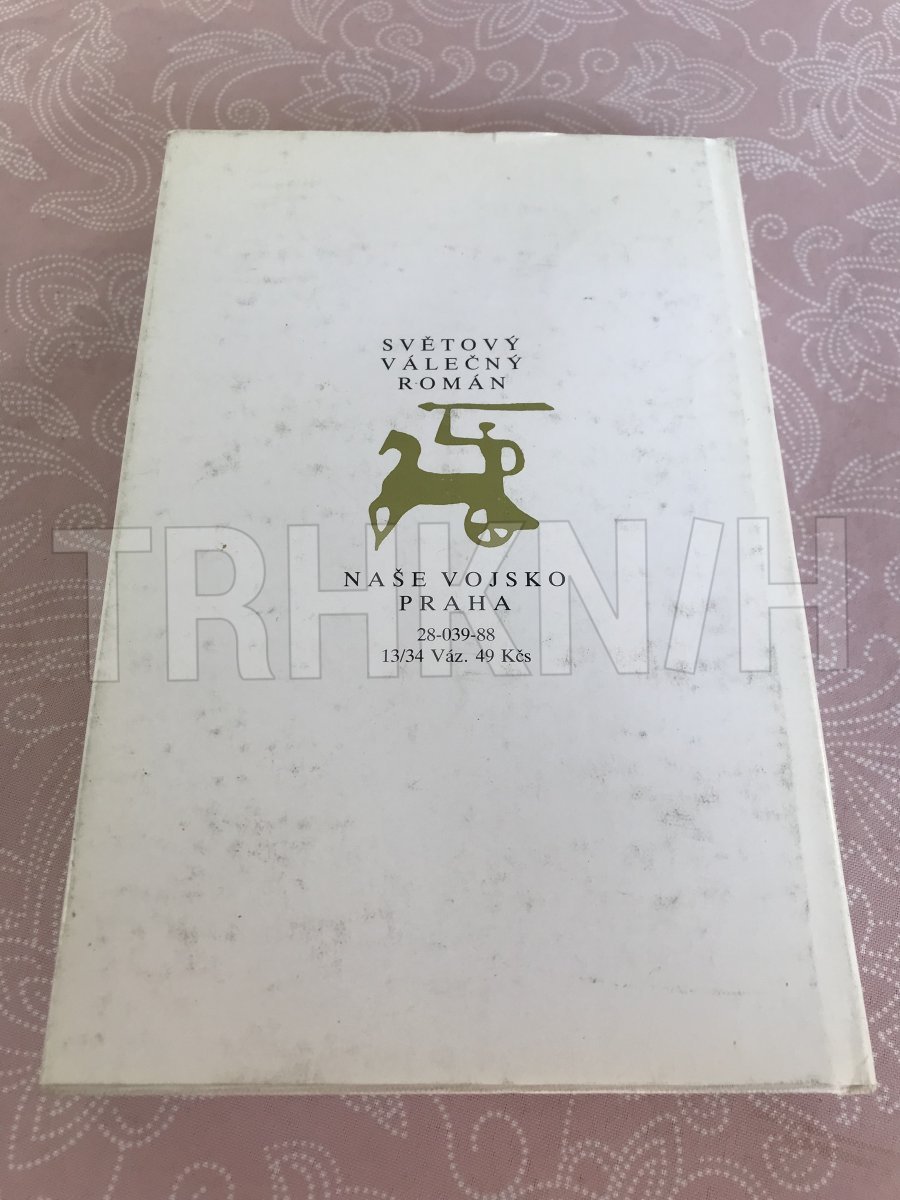 SVĚTOVÝ
VÁLEČNÝ
ROMÁN
TRHKNIH
NAŠE VOJSKO
PRAHA
28-039-88
13/34 Váz. 49 Kčs